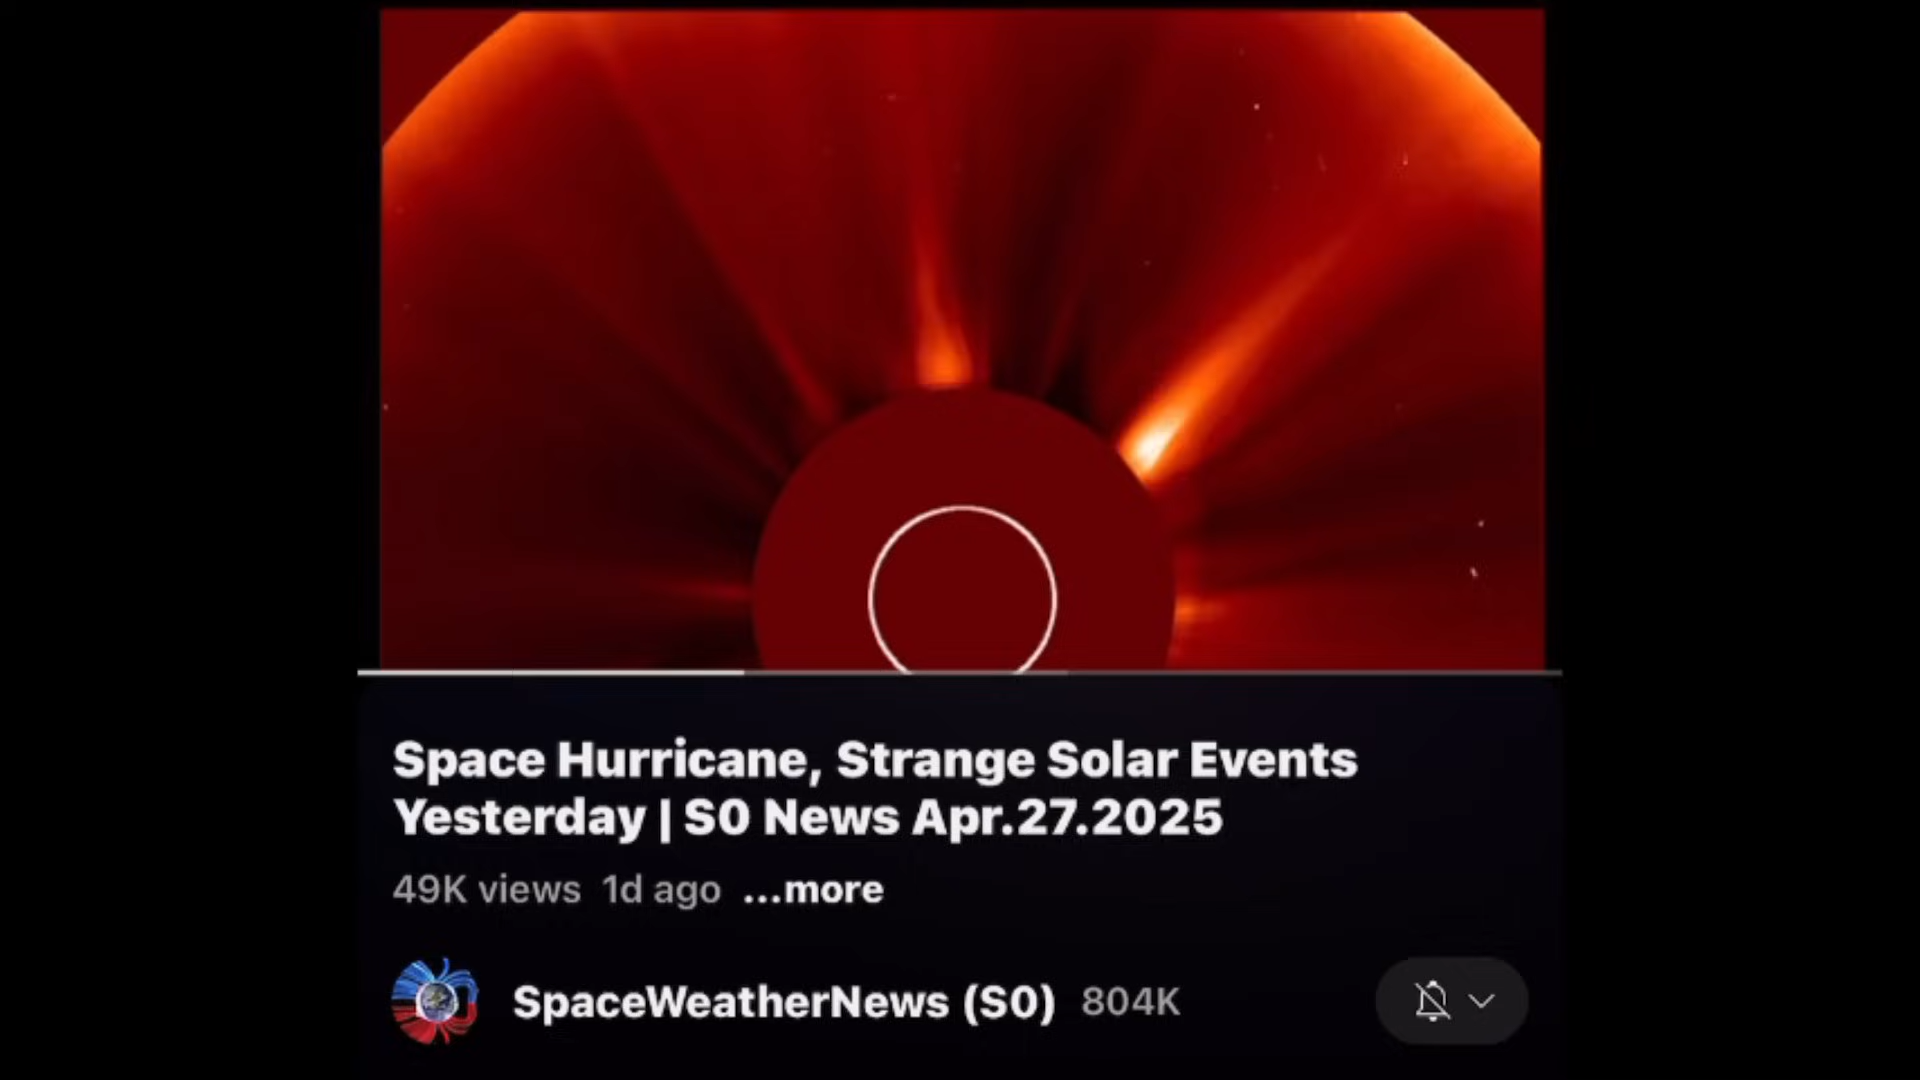 Space Hurricane, Strange Solar Events
Yesterday | S0 News Apr.27.2025
49K views 1d ago ...more
SpaceWeatherNews (S0) 804K